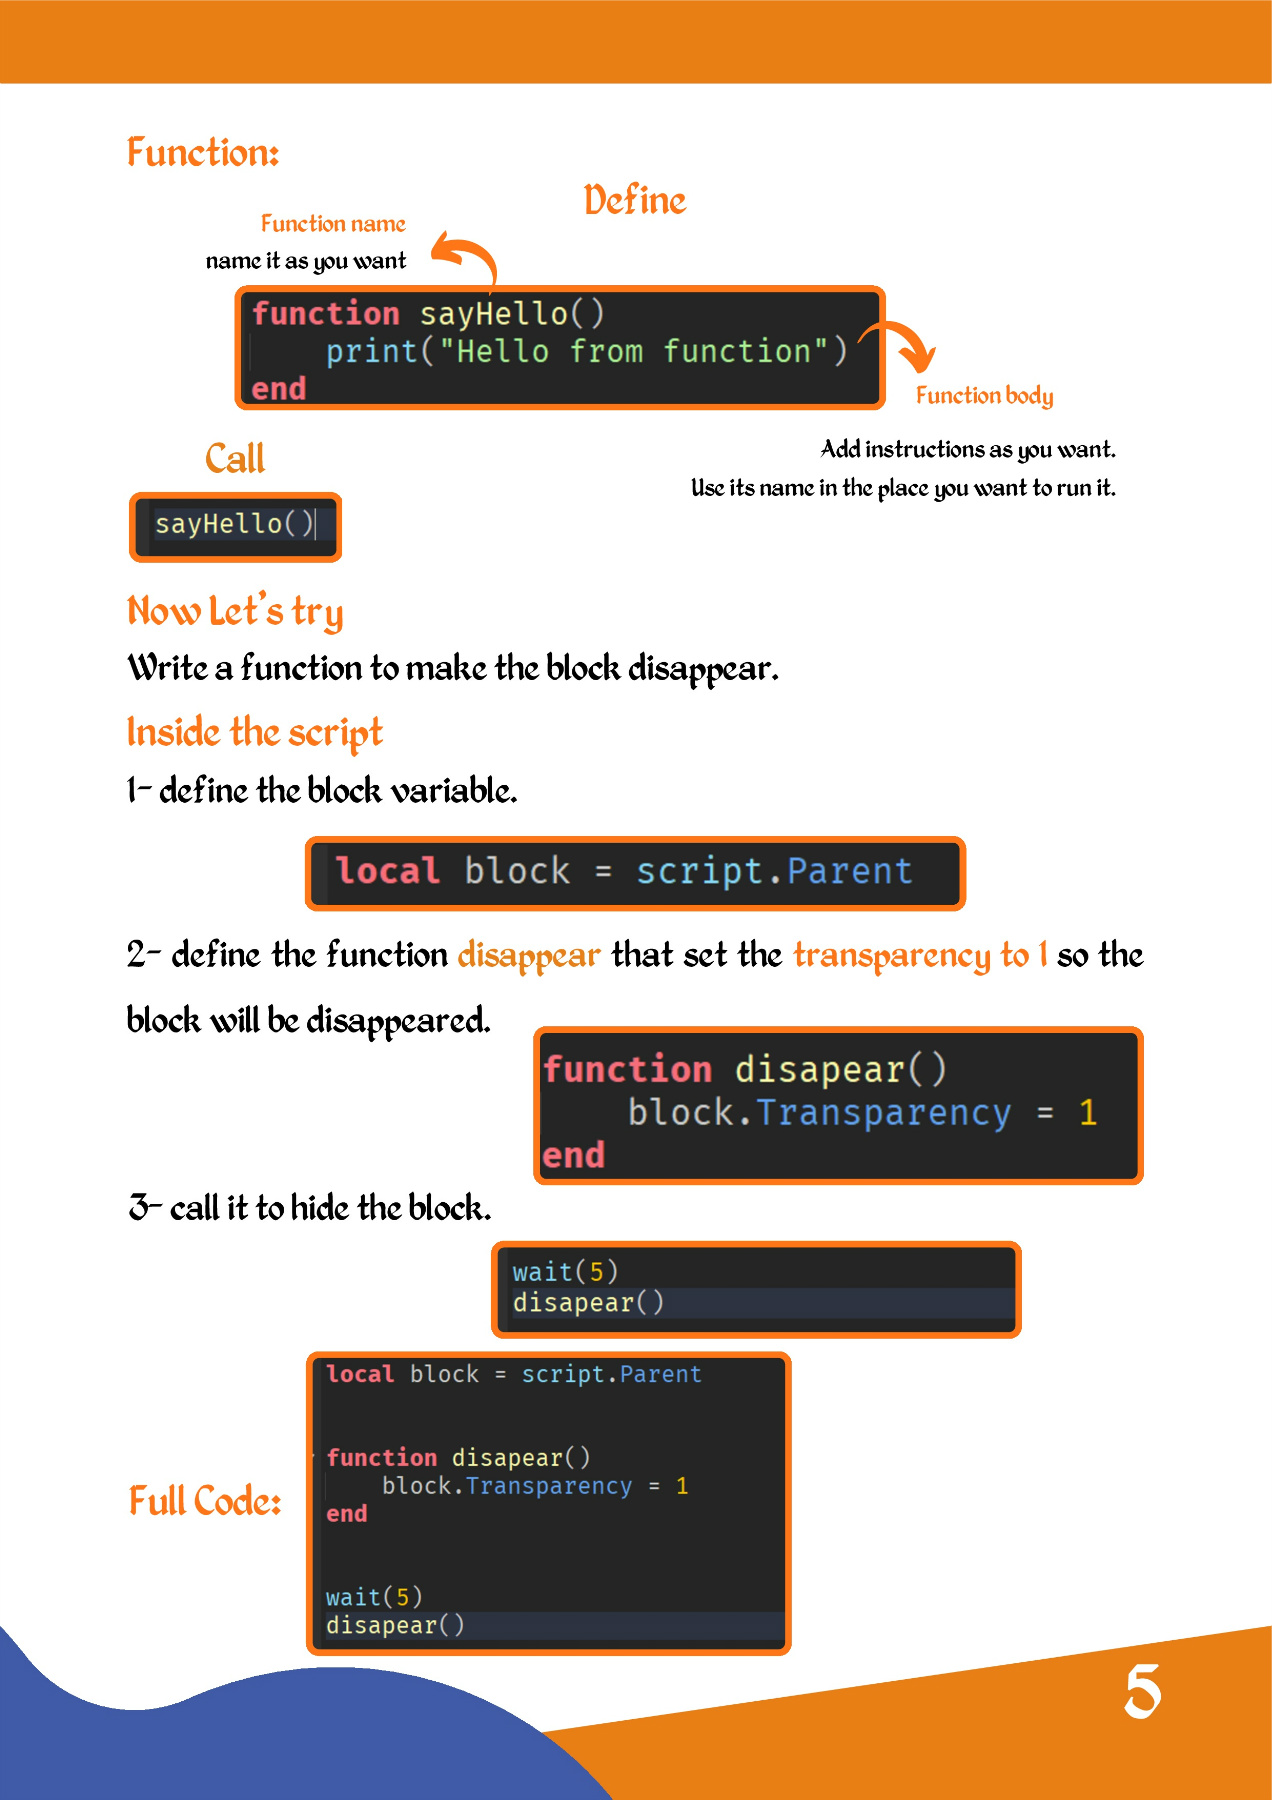 Function:
Define
Function name
name it as you want
function sayHello()
print("Hello from function")
end
Function body
Call
Add instructions as you want.
Use its name in the place you want to run it.
sayHello()
Now Let's try
Write a function to make the block disappear.
Inside the script
1- define the block variable.
local block = script.Parent
2- define the function disappear that set the transparency to 1 so the
block will be disappeared.
function disapear()
block.Transparency = 1
end
3- call it to hide the block.
wait(5)
disapear()
Full Code:
local block = script.Parent
function disapear()
block.Transparency = 1
end
wait(5)
disapear()
5